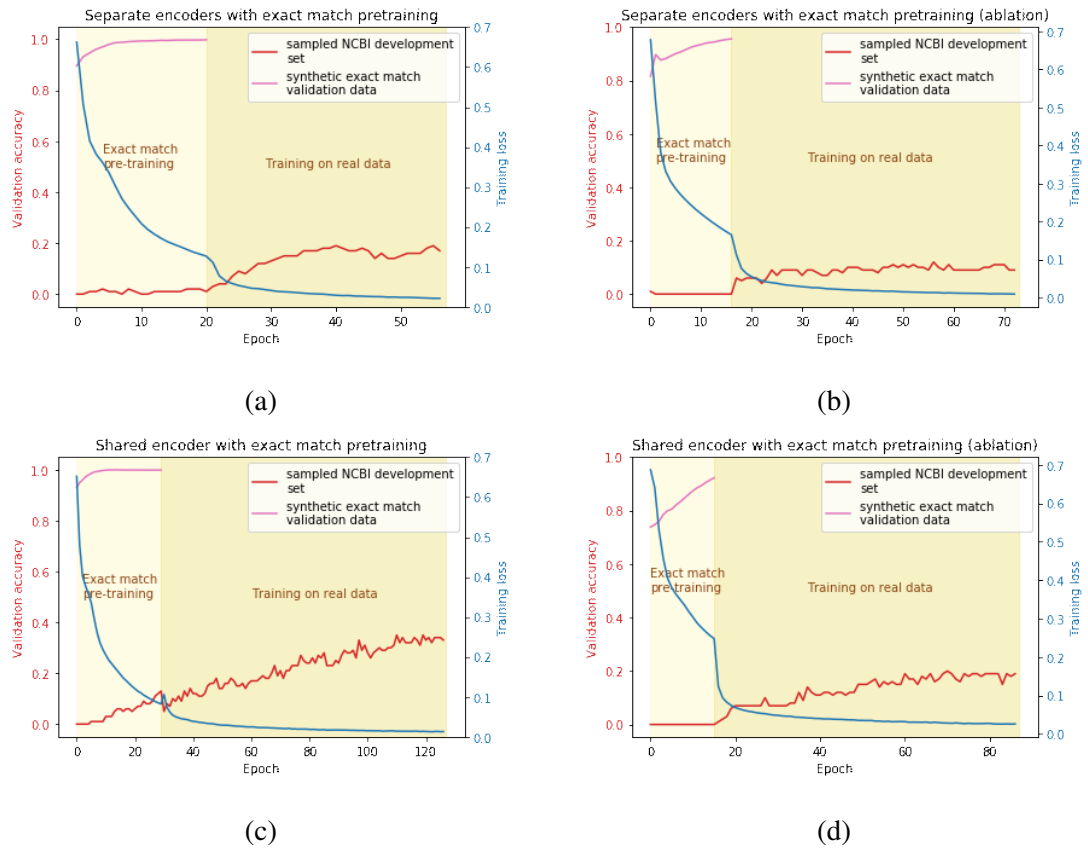 Separate encoders with exact match pretraining
1.0
0.8
0.6
0.4
0.2
0.0
Validation accuracy
sampled NCBI development
set
synthetic exact match
validation data
Exact match
pre-training
Training on real data
0.7
0.6
0.5
0.4
0.3
0.2
0.1
0.0
Training loss
0 10 20 30 40 50
Epoch
(a)
Separate encoders with exact match pretraining (ablation)
1.0
0.8
0.6
0.4
0.2
0.0
Validation accuracy
sampled NCBI development
set
synthetic exact match
validation data
Exact match
pre-training
Training on real data
0.7
0.6
0.5
0.4
0.3
0.2
0.1
0.0
Training loss
0 10 20 30 40 50 60 70
Epoch
(b)
Shared encoder with exact match pretraining
1.0
0.8
0.6
0.4
0.2
0.0
Validation accuracy
sampled NCBI development
set
synthetic exact match
validation data
Exact match
pre-training
Training on real data
0.7
0.6
0.5
0.4
0.3
0.2
0.1
0.0
Training loss
0 20 40 60 80 100 120
Epoch
(c)
Shared encoder with exact match pretraining (ablation)
1.0
0.8
0.6
0.4
0.2
0.0
Validation accuracy
sampled NCBI development
set
synthetic exact match
validation data
Exact match
pre-training
Training on real data
0.7
0.6
0.5
0.4
0.3
0.2
0.1
0.0
Training loss
0 20 40 60 80
Epoch
(d)